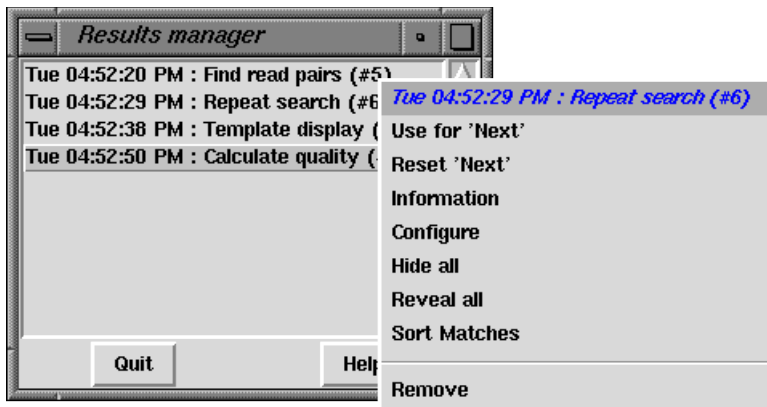 Results manager
Tue 04:52:20 PM : Find read pairs (#5)
Tue 04:52:29 PM : Repeat search (#6
Tue 04:52:38 PM : Template display (
Tue 04:52:50 PM : Calculate quality (
Quit
Help
Tue 04:52:29 PM : Repeat search (#6)
Use for 'Next'
Reset 'Next'
Information
Configure
Hide all
Reveal all
Sort Matches
Remove